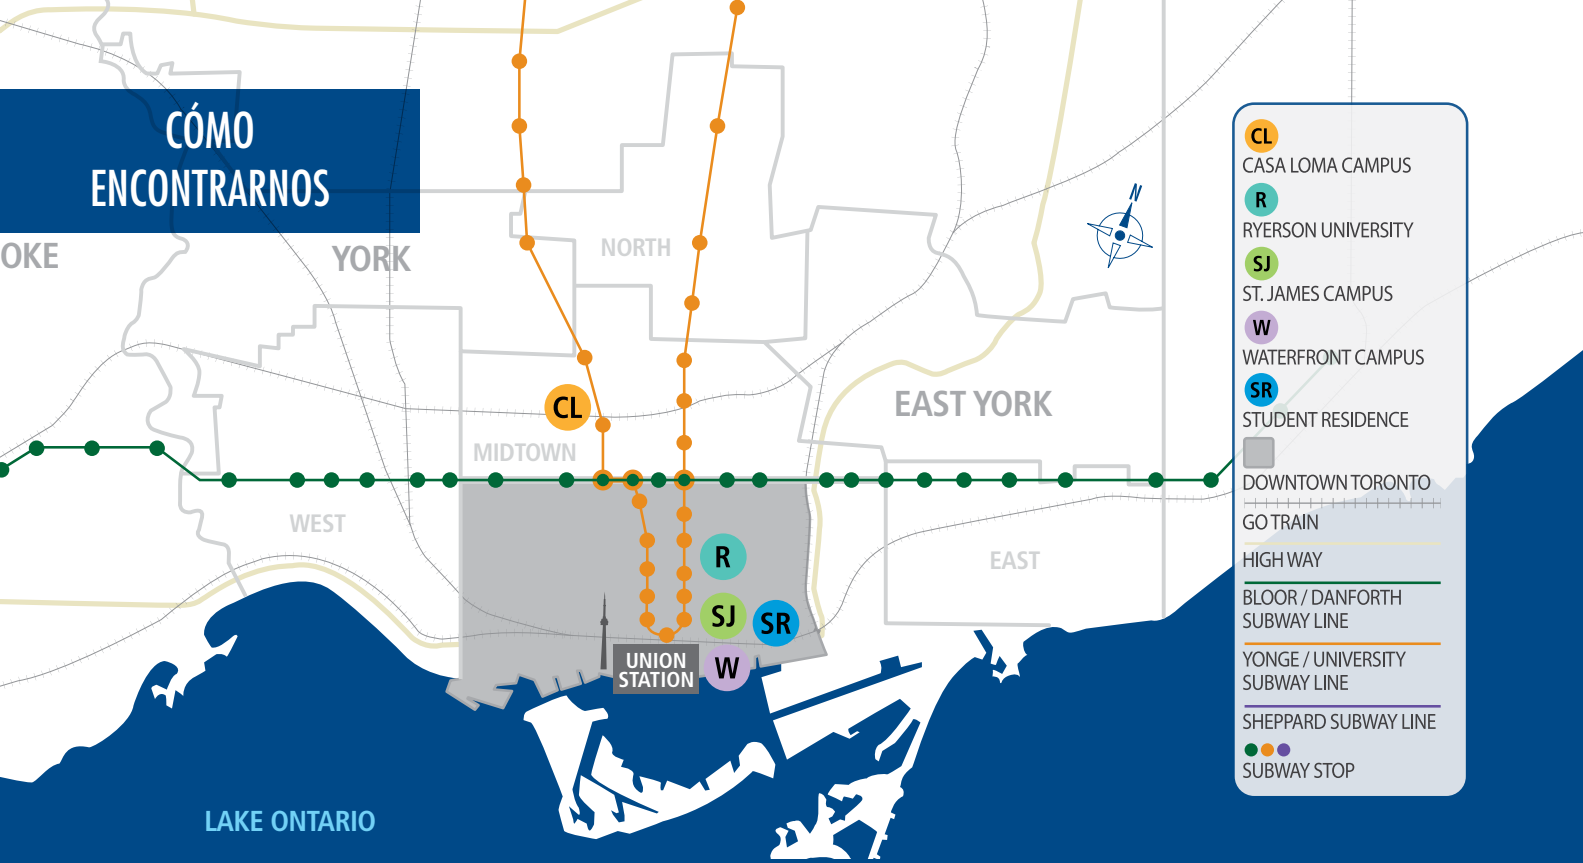 CÓMO
ENCONTRARNOS
OKE
YORK
NORTH
N
EAST YORK
CL
MIDTOWN
WEST
EAST
R
SJ
SR
W
UNION
STATION
LAKE ONTARIO
CL
CASA LOMA CAMPUS
R
RYERSON UNIVERSITY
SJ
ST. JAMES CAMPUS
W
WATERFRONT CAMPUS
SR
STUDENT RESIDENCE
DOWNTOWN TORONTO
GO TRAIN
HIGH WAY
BLOOR / DANFORTH
SUBWAY LINE
YONGE / UNIVERSITY
SUBWAY LINE
SHEPPARD SUBWAY LINE
SUBWAY STOP